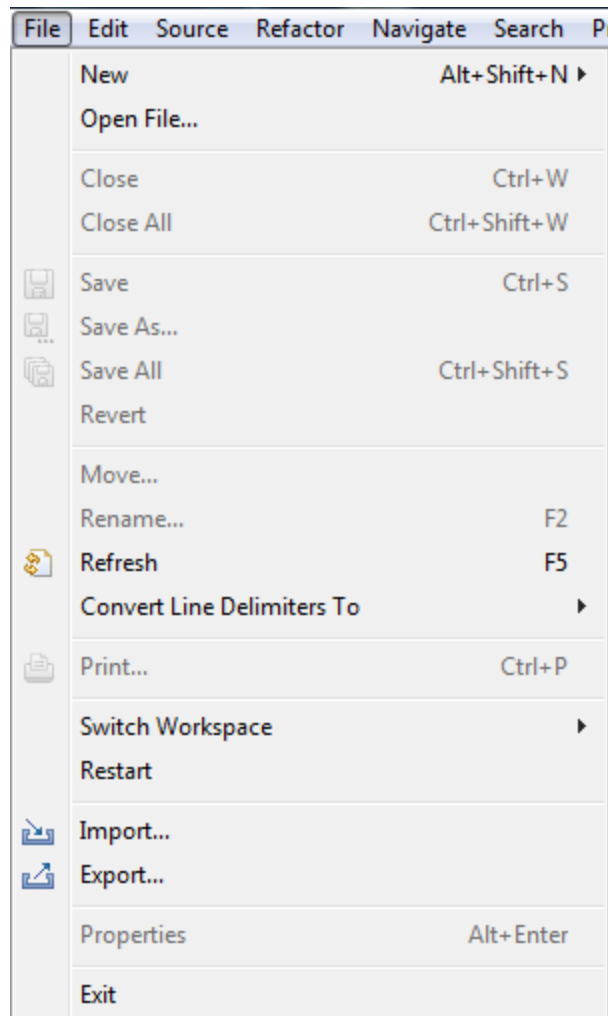 File Edit Source Refactor Navigate Search
New Alt+Shift+N
Open File...
Close Ctrl+W
Close All Ctrl+Shift+W
Save Ctrl+S
Save As...
Save All Ctrl+Shift+S
Revert
Move...
Rename... F2
Refresh F5
Convert Line Delimiters To
Print... Ctrl+P
Switch Workspace
Restart
Import...
Export...
Properties Alt+Enter
Exit